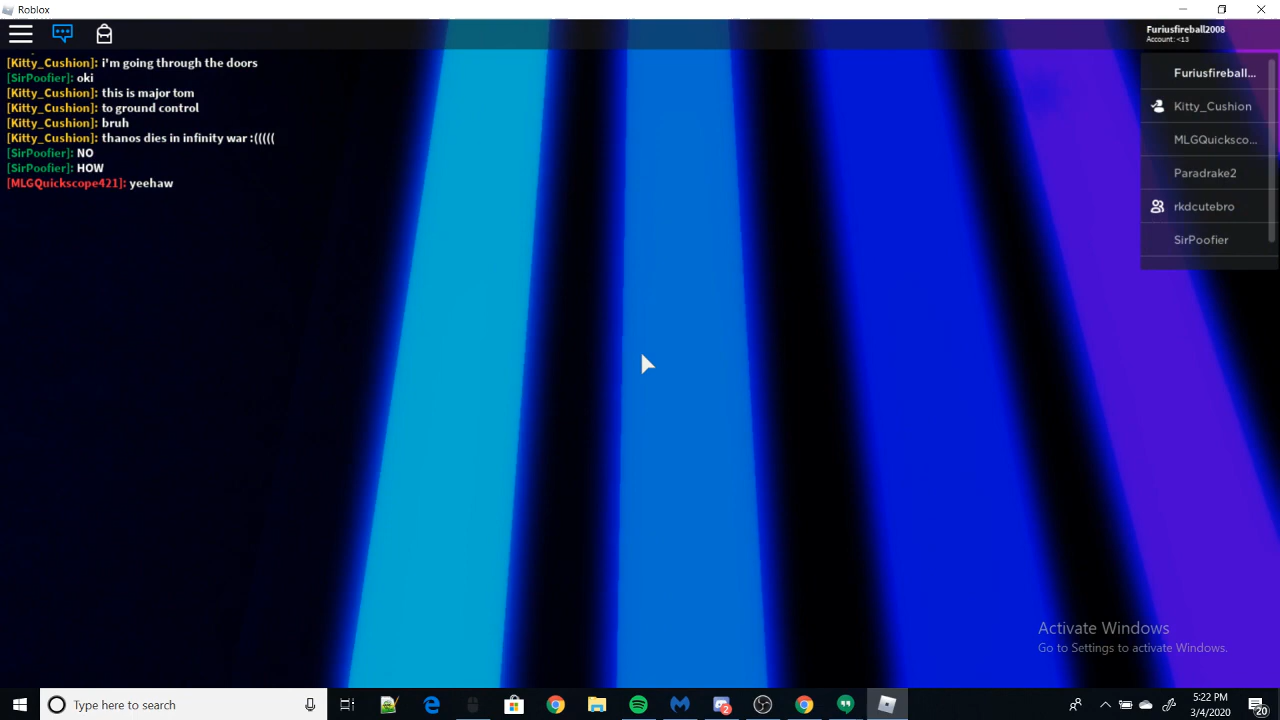 Roblox
Furiusfireball2008
Account: <13
[Kitty_Cushion]: i'm going through the doors
[SirPoofier]: oki
[Kitty_Cushion]: this is major tom
[Kitty_Cushion]: to ground control
[Kitty_Cushion]: bruh
[Kitty_Cushion]: thanos dies in infinity war :(((((
[SirPoofier]: NO
[SirPoofier]: HOW
[MLGQuickscope421]: yeehaw
Furiusfireball...
Kitty_Cushion
MLGQuicksco...
Paradrake2
rkdcutebro
SirPoofier
Activate Windows
Go to Settings to activate Windows.
Type here to search
2
5:22 PM
3/4/2020
20